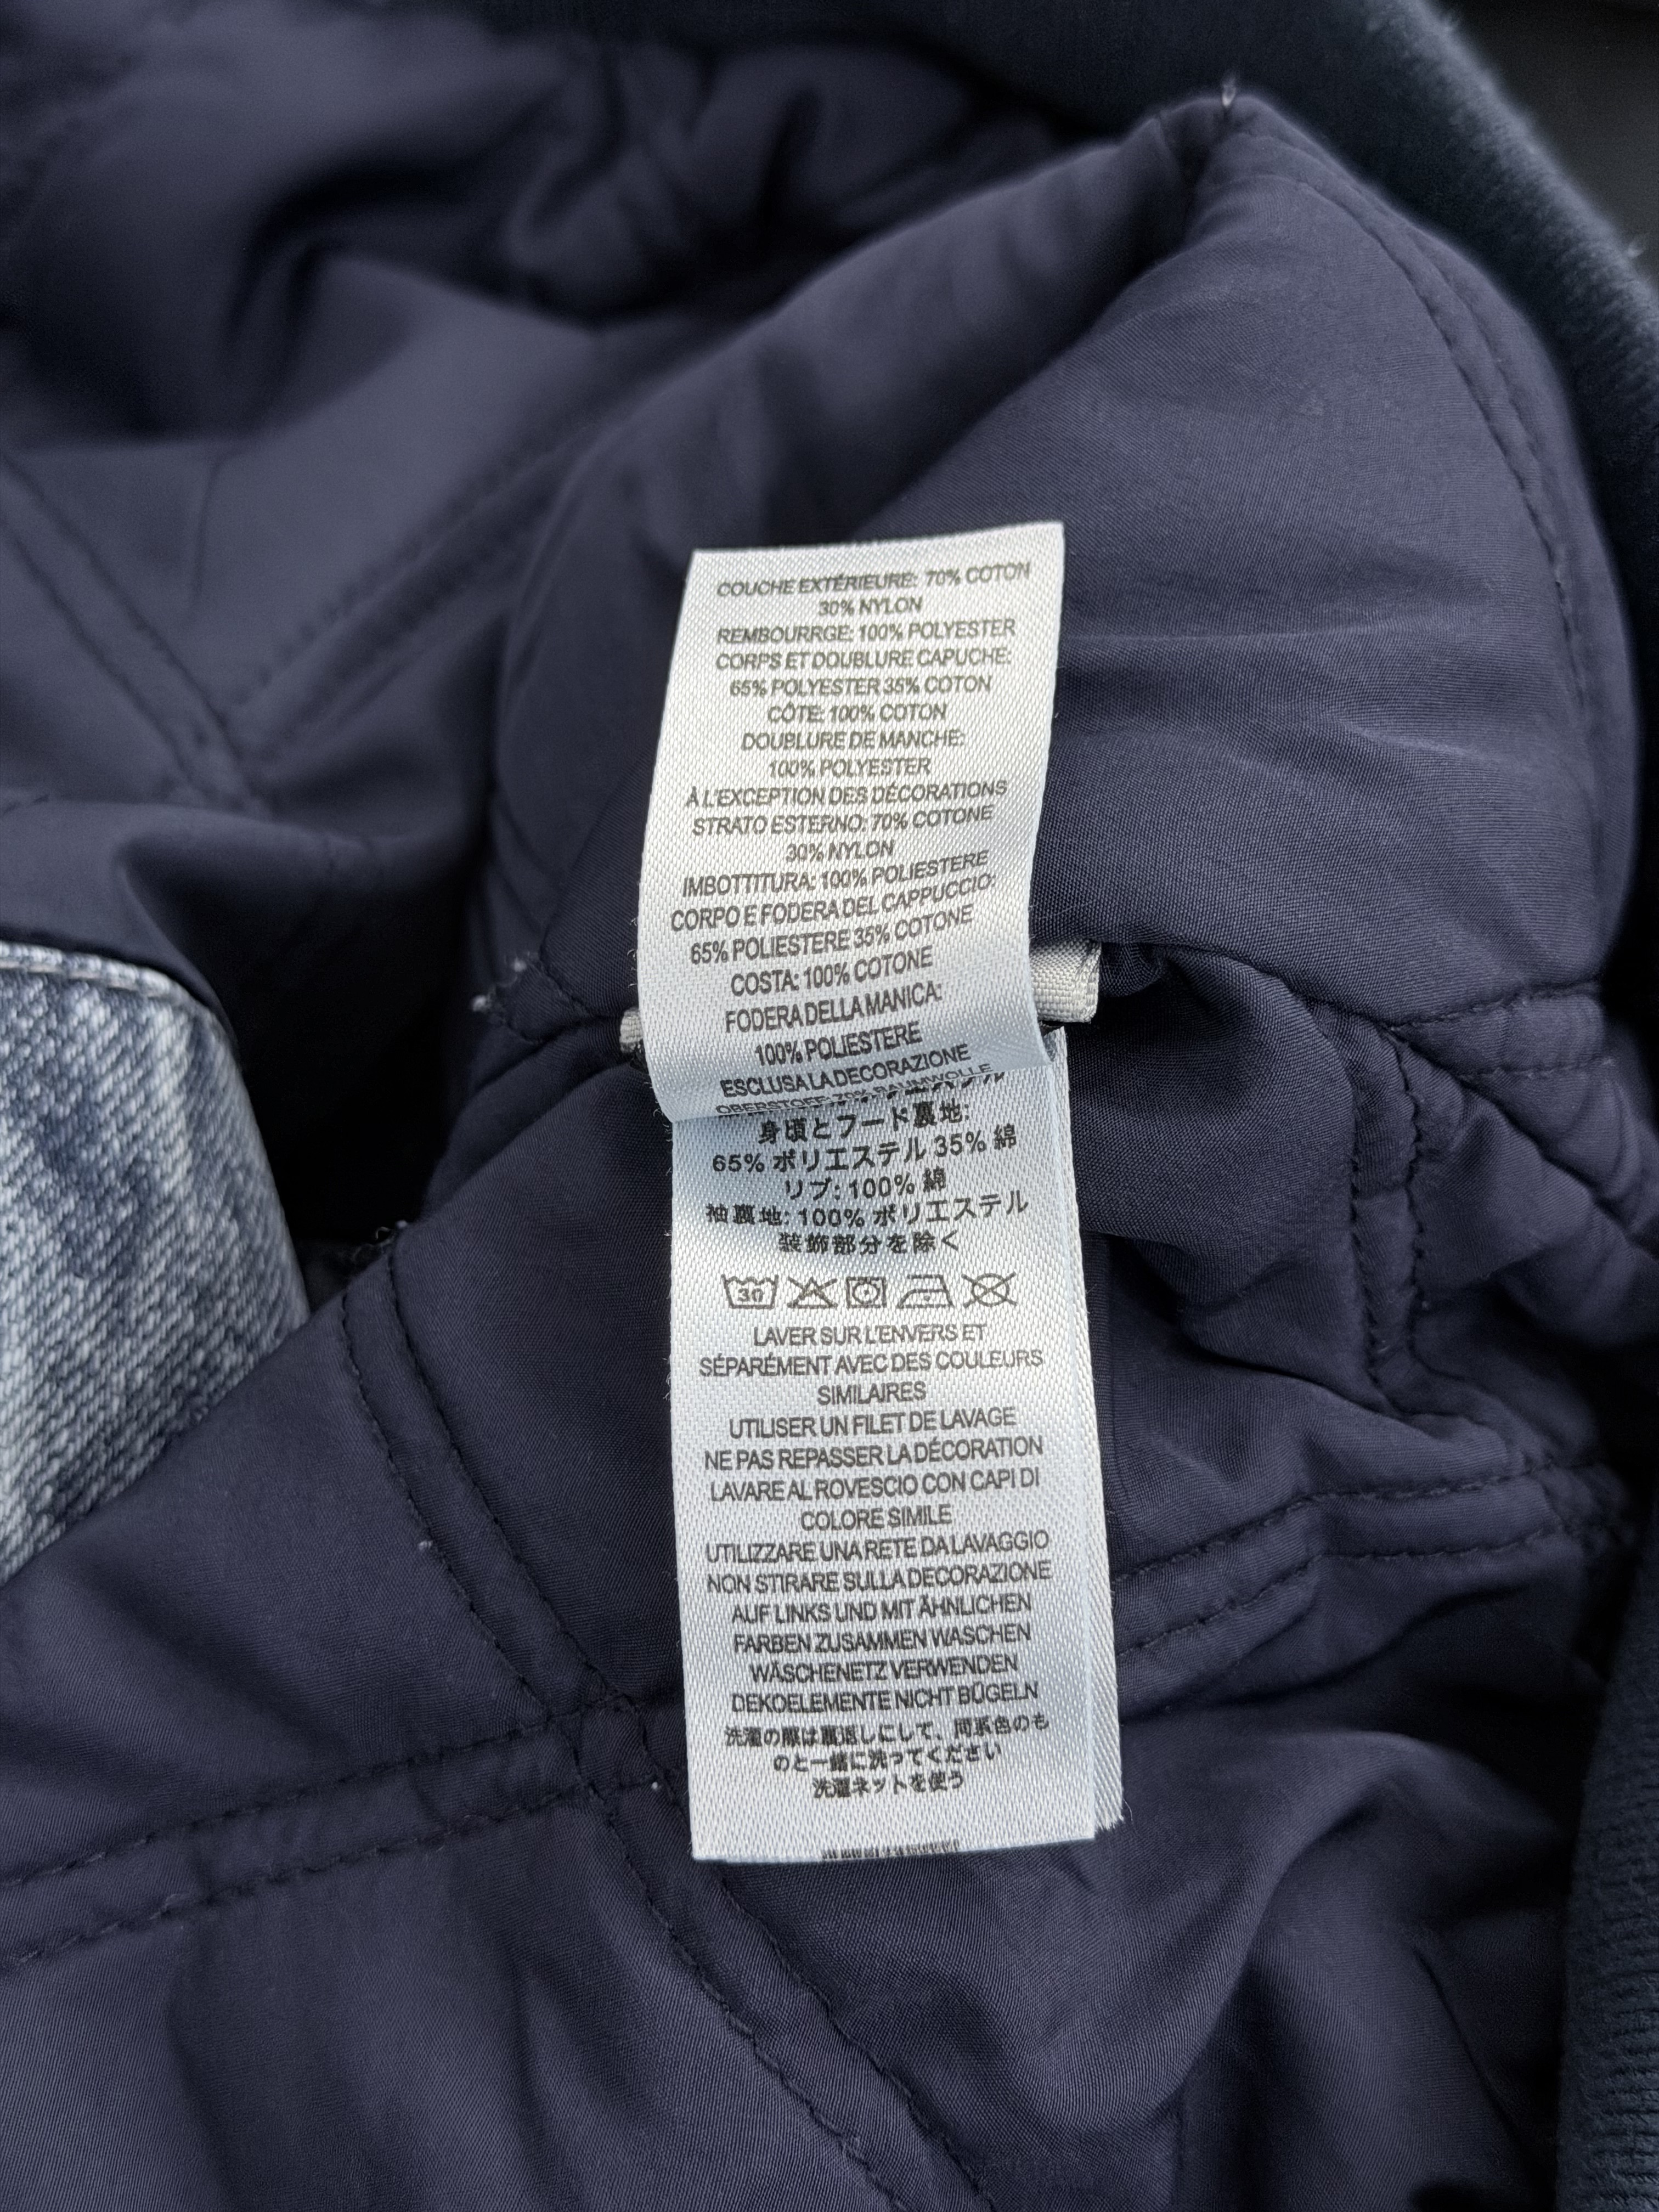 COUCHE EXTÉRIEURE: 70% COTON
30% NYLON
REMBOURRGE: 100% POLYESTER
CORPS ET DOUBLURE CAPUCHE:
65% POLYESTER 35% COTON
CÔTE: 100% COTON
DOUBLURE DE MANCHE:
100% POLYESTER
À L'EXCEPTION DES DÉCORATIONS
STRATO ESTERNO: 70% COTONE
30% NYLON
IMBOTTITURA: 100% POLIESTERE
CORPO E FODERA DEL CAPPUCCIO:
65% POLIESTERE 35% COTONE
COSTA: 100% COTONE
FODERA DELLA MANICA:
100% POLIESTERE
ESCLUSA LA DECORAZIONE
OBERSTOFF: 70% BAUMWOLLE
身頃とフード裏地:
65% ポリエステル 35% 綿
リブ: 100% 綿
袖裏地: 100% ポリエステル
装飾部分を除く
30
LAVER SUR L'ENVERS ET
SÉPARÉMENT AVEC DES COULEURS
SIMILAIRES
UTILISER UN FILET DE LAVAGE
NE PAS REPASSER LA DÉCORATION
LAVARE AL ROVESCIO CON CAPI DI
COLORE SIMILE
UTILIZZARE UNA RETE DA LAVAGGIO
NON STIRARE SULLA DECORAZIONE
AUF LINKS UND MIT ÄHNLICHEN
FARBEN ZUSAMMEN WASCHEN
WÄSCHENETZ VERWENDEN
DEKOELEMENTE NICHT BÜGELN
洗濯の際は裏返しにして、同系色のも
のと一緒に洗ってください
洗濯ネットを使う